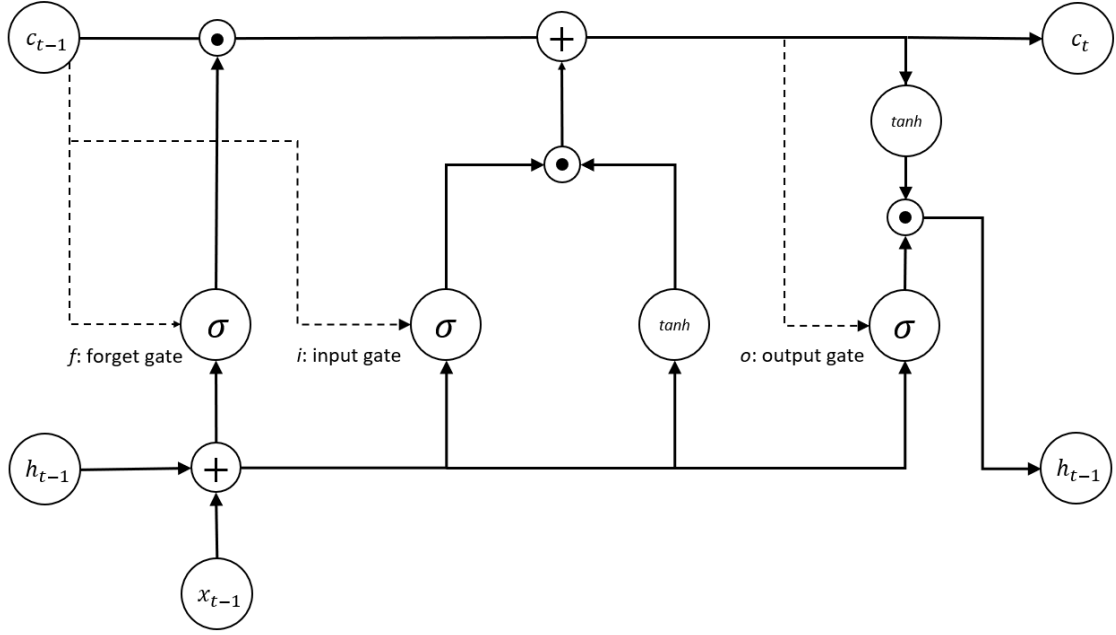 c_{t−1}
+
c_t
tanh
σ
σ
tanh
σ
f: forget gate
i: input gate
o: output gate
h_{t−1}
+
h_{t−1}
x_{t−1}